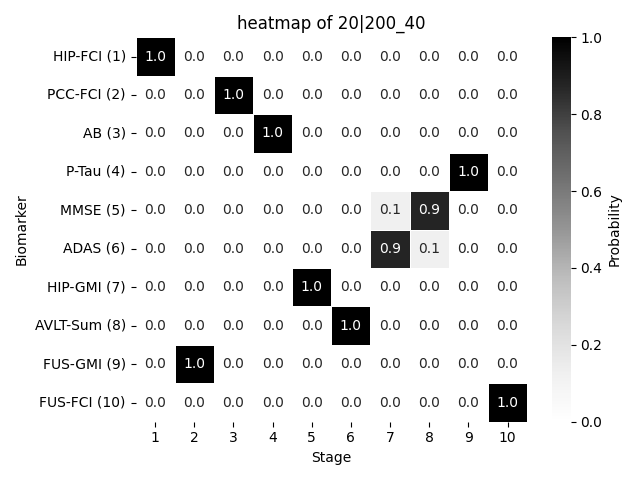 heatmap of 20|200_40
Biomarker
HIP-FCI (1) 1.0 0.0 0.0 0.0 0.0 0.0 0.0 0.0 0.0 0.0
PCC-FCI (2) 0.0 0.0 1.0 0.0 0.0 0.0 0.0 0.0 0.0 0.0
AB (3) 0.0 0.0 0.0 1.0 0.0 0.0 0.0 0.0 0.0 0.0
P-Tau (4) 0.0 0.0 0.0 0.0 0.0 0.0 0.0 0.0 1.0 0.0
MMSE (5) 0.0 0.0 0.0 0.0 0.0 0.0 0.1 0.9 0.0 0.0
ADAS (6) 0.0 0.0 0.0 0.0 0.0 0.0 0.9 0.1 0.0 0.0
HIP-GMI (7) 0.0 0.0 0.0 0.0 1.0 0.0 0.0 0.0 0.0 0.0
AVLT-Sum (8) 0.0 0.0 0.0 0.0 0.0 1.0 0.0 0.0 0.0 0.0
FUS-GMI (9) 0.0 1.0 0.0 0.0 0.0 0.0 0.0 0.0 0.0 0.0
FUS-FCI (10) 0.0 0.0 0.0 0.0 0.0 0.0 0.0 0.0 0.0 1.0
1 2 3 4 5 6 7 8 9 10
Stage
1.0
0.8
0.6
0.4
0.2
0.0
Probability